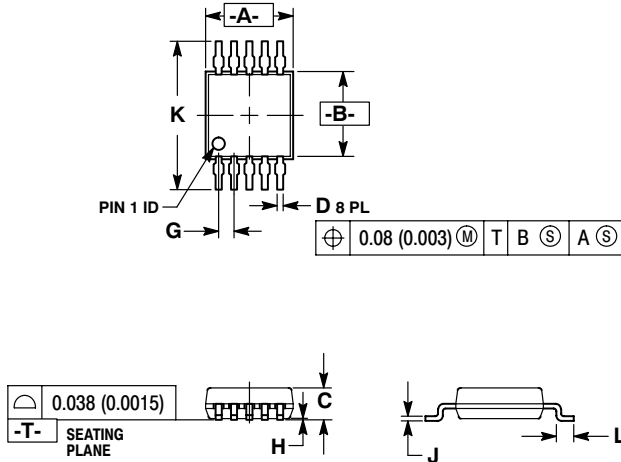 -A-
K
-B-
PIN 1 ID
D 8 PL
G
⌖ 0.08 (0.003) Ⓜ T B Ⓢ A Ⓢ
⌓ 0.038 (0.0015)
-T- SEATING
PLANE
C
H
J
L